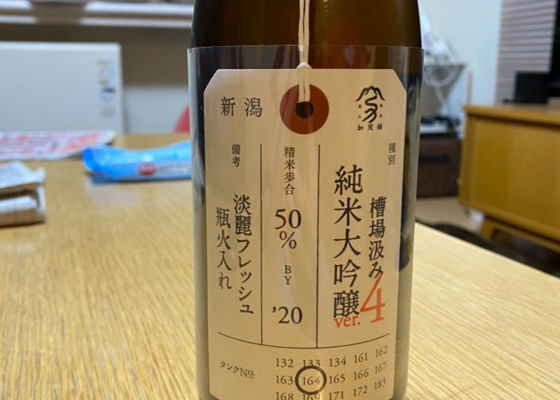 新潟
加茂錦
種別
槽場汲み
純米大吟醸
ver.4
精米歩合
50%
BY
'20
備考
淡麗フレッシュ
瓶火入れ
タンクNO.
132 133 134 161 162
163 164 165 166 167
168 169 171 172 183